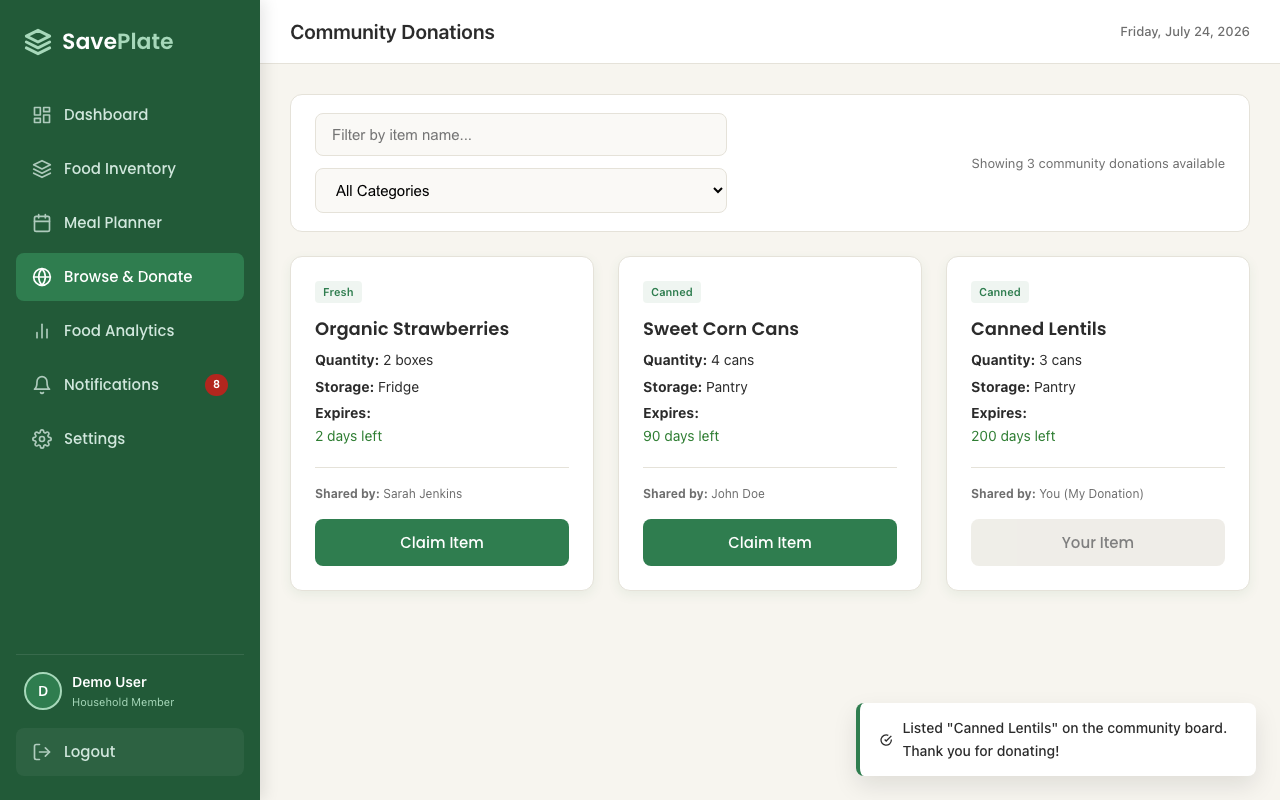 SavePlate
Dashboard
Food Inventory
Meal Planner
Browse & Donate
Food Analytics
Notifications
8
Settings
D
Demo User
Household Member
Logout
Community Donations
Friday, July 24, 2026
Filter by item name...
All Categories
Showing 3 community donations available
Fresh
Organic Strawberries
Quantity: 2 boxes
Storage: Fridge
Expires:
2 days left
Shared by: Sarah Jenkins
Claim Item
Canned
Sweet Corn Cans
Quantity: 4 cans
Storage: Pantry
Expires:
90 days left
Shared by: John Doe
Claim Item
Canned
Canned Lentils
Quantity: 3 cans
Storage: Pantry
Expires:
200 days left
Shared by: You (My Donation)
Your Item
Listed "Canned Lentils" on the community board.
Thank you for donating!